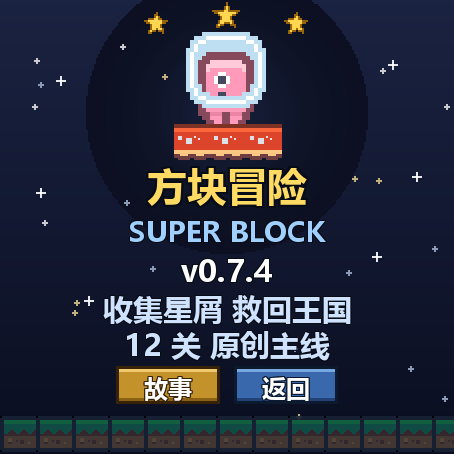 方块冒险
SUPER BLOCK
v0.7.4
收集星屑 救回王国
12 关 原创主线
故事 返回